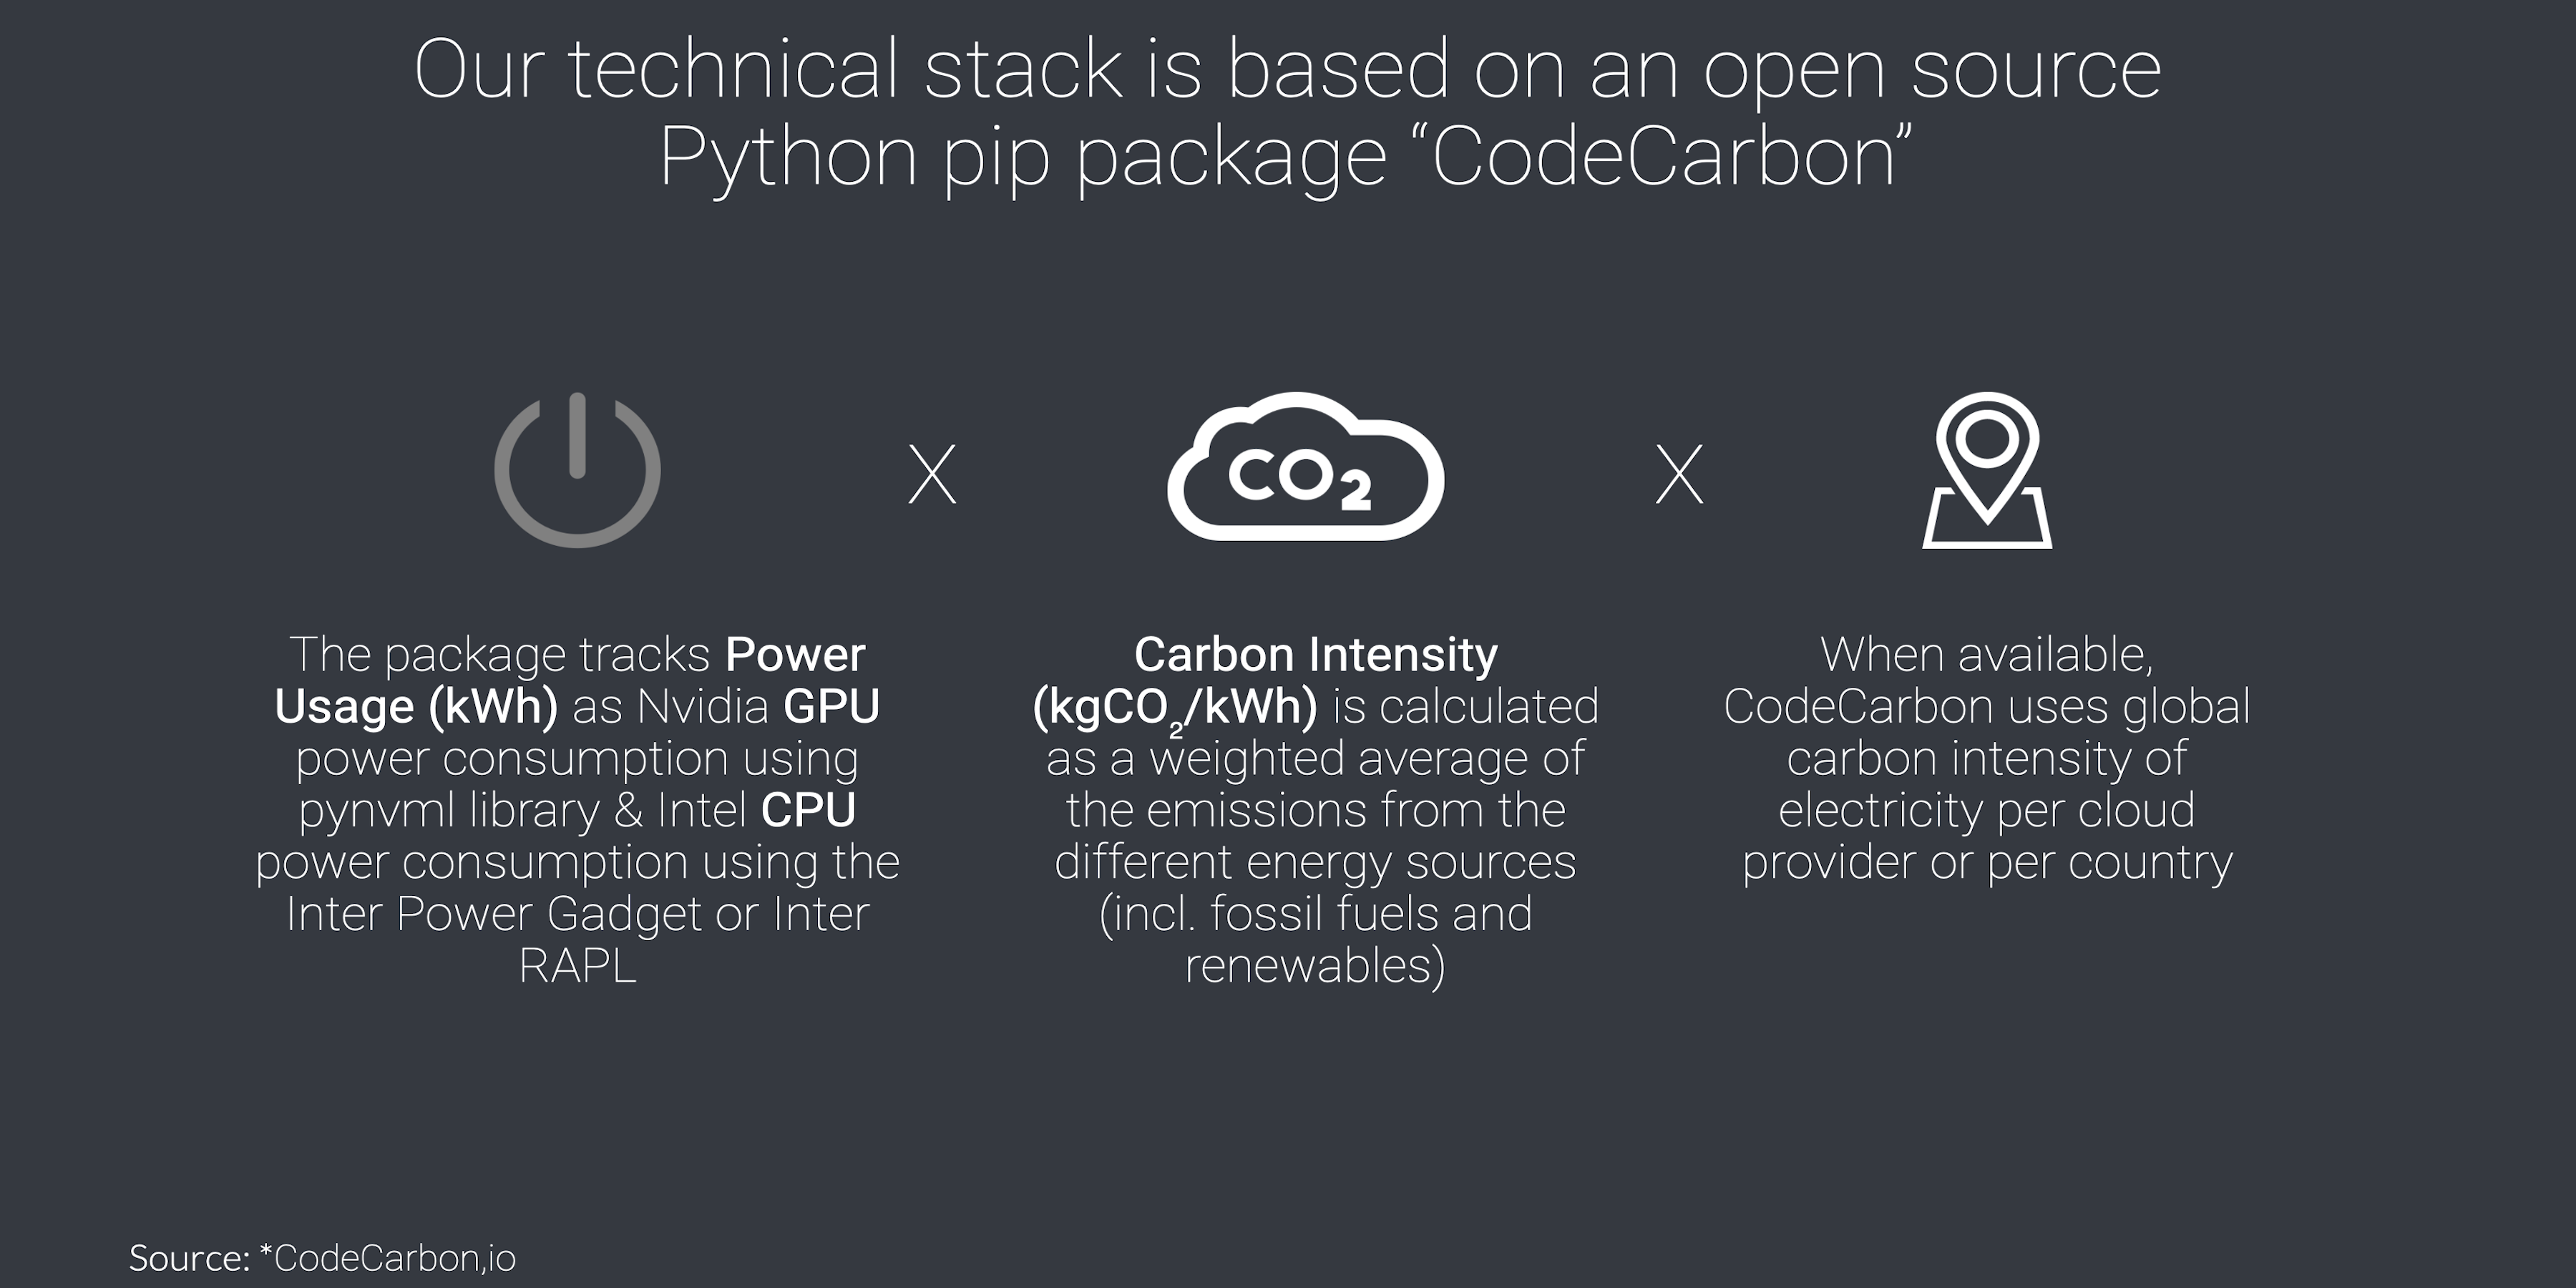 Our technical stack is based on an open source
Python pip package “CodeCarbon”
X
CO₂
X
The package tracks Power
Usage (kWh) as Nvidia GPU
power consumption using
pynvml library & Intel CPU
power consumption using the
Inter Power Gadget or Inter
RAPL
Carbon Intensity
(kgCO₂/kWh) is calculated
as a weighted average of
the emissions from the
different energy sources
(incl. fossil fuels and
renewables)
When available,
CodeCarbon uses global
carbon intensity of
electricity per cloud
provider or per country
Source: *CodeCarbon,io